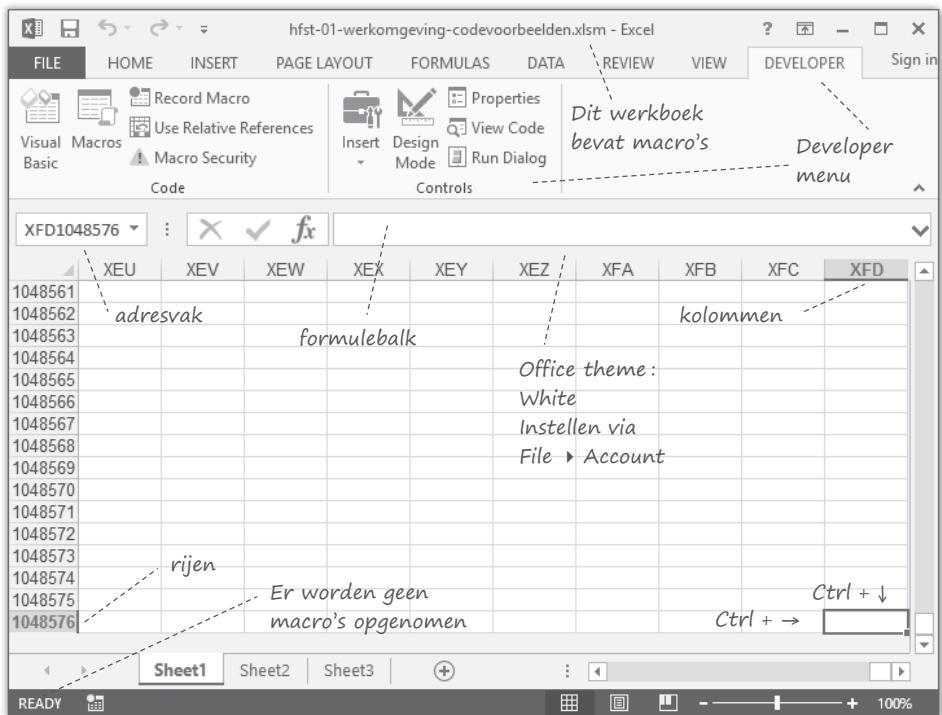 hfst-01-werkomgeving-codevoorbeelden.xlsm - Excel
?
FILE HOME INSERT PAGE LAYOUT FORMULAS DATA REVIEW VIEW DEVELOPER Sign in
Visual Basic
Macros
Record Macro
Use Relative References
Macro Security
Code
Insert
Design Mode
Properties
View Code
Run Dialog
Controls
Dit werkboek
bevat macro's
Developer
menu
XFD1048576
fx
XEU XEV XEW XEX XEY XEZ XFA XFB XFC XFD
1048561
1048562
1048563
1048564
1048565
1048566
1048567
1048568
1048569
1048570
1048571
1048572
1048573
1048574
1048575
1048576
adresvak
formulebalk
kolommen
Office theme :
White
Instellen via
File ▸ Account
rijen
Er worden geen
macro's opgenomen
Ctrl + ↓
Ctrl + →
Sheet1 Sheet2 Sheet3
READY
- + 100%